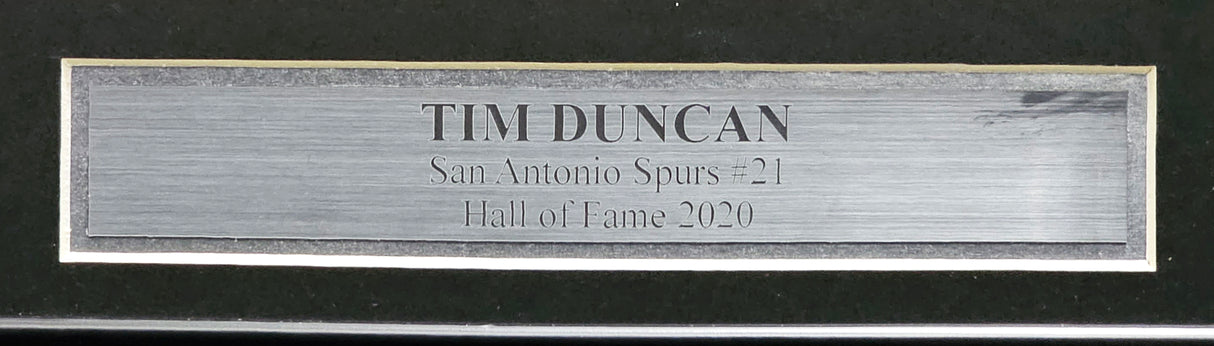 TIM DUNCAN
San Antonio Spurs #21
Hall of Fame 2020